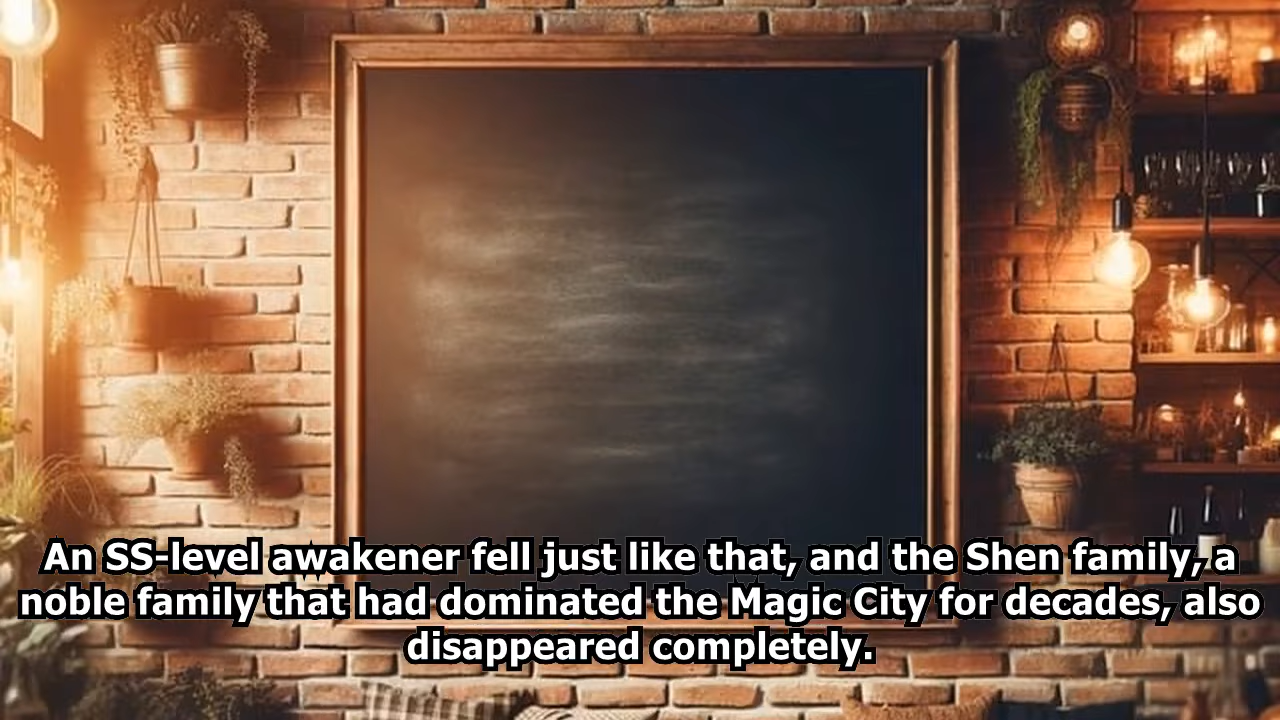 An SS-level awakener fell just like that, and the Shen family, a
noble family that had dominated the Magic City for decades, also
disappeared completely.